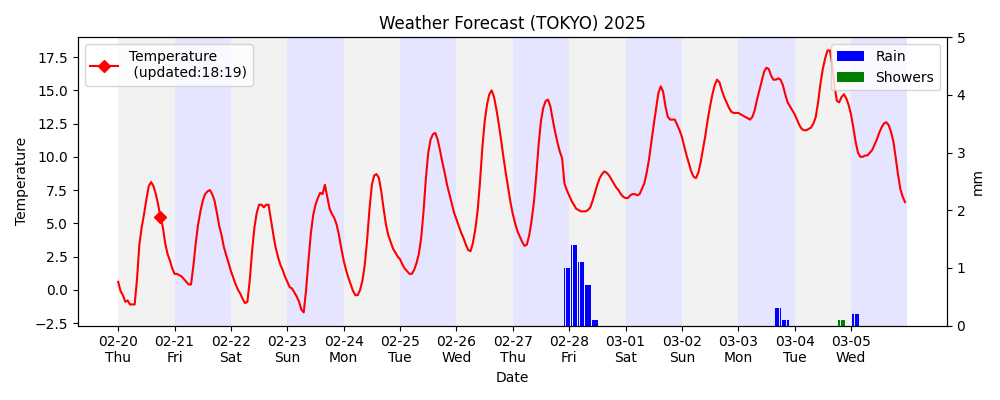 Weather Forecast (TOKYO) 2025
Temperature
(updated:18:19)
Rain
Showers
Temperature
17.5
15.0
12.5
10.0
7.5
5.0
2.5
0.0
−2.5
5
4
3
2
1
0
mm
02-20 02-21 02-22 02-23 02-24 02-25 02-26 02-27 02-28 03-01 03-02 03-03 03-04 03-05
Thu Fri Sat Sun Mon Tue Wed Thu Fri Sat Sun Mon Tue Wed
Date